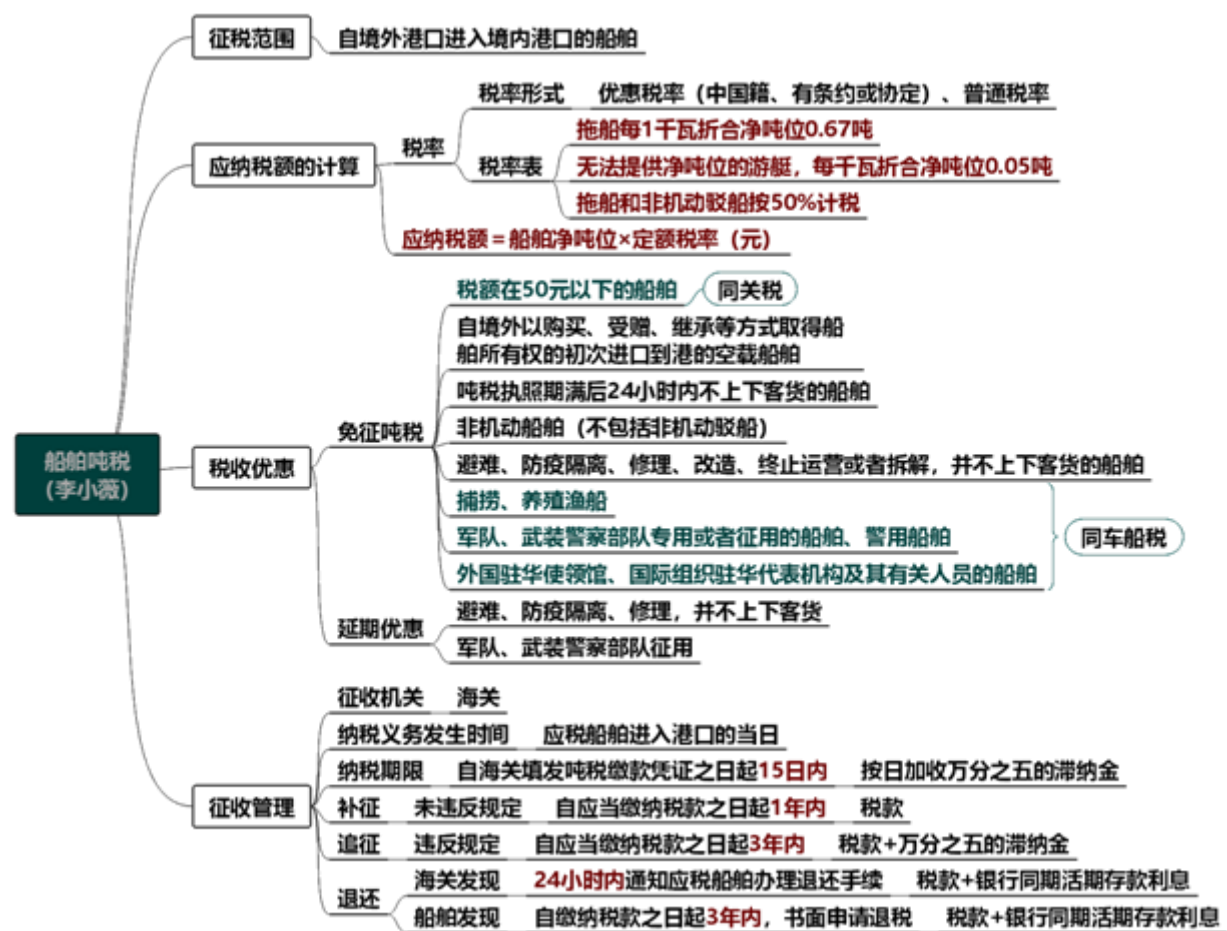 征税范围
自境外港口进入境内港口的船舶
应纳税额的计算
税率
税率形式
优惠税率（中国籍、有条约或协定）、普通税率
税率表
拖船每1千瓦折合净吨位0.67吨
无法提供净吨位的游艇，每千瓦折合净吨位0.05吨
拖船和非机动驳船按50%计税
应纳税额＝船舶净吨位×定额税率（元）
船舶吨税
（李小薇）
税收优惠
免征吨税
税额在50元以下的船舶
同关税
自境外以购买、受赠、继承等方式取得船
舶所有权的初次进口到港的空载船舶
吨税执照期满后24小时内不上下客货的船舶
非机动船舶（不包括非机动驳船）
避难、防疫隔离、修理、改造、终止运营或者拆解，并不上下客货的船舶
捕捞、养殖渔船
军队、武装警察部队专用或者征用的船舶、警用船舶
外国驻华使领馆、国际组织驻华代表机构及其有关人员的船舶
同车船税
延期优惠
避难、防疫隔离、修理，并不上下客货
军队、武装警察部队征用
征收管理
征收机关
海关
纳税义务发生时间
应税船舶进入港口的当日
纳税期限
自海关填发吨税缴款凭证之日起15日内
按日加收万分之五的滞纳金
补征
未违反规定
自应当缴纳税款之日起1年内
税款
追征
违反规定
自应当缴纳税款之日起3年内
税款+万分之五的滞纳金
退还
海关发现
24小时内通知应税船舶办理退还手续
税款+银行同期活期存款利息
船舶发现
自缴纳税款之日起3年内，书面申请退税
税款+银行同期活期存款利息